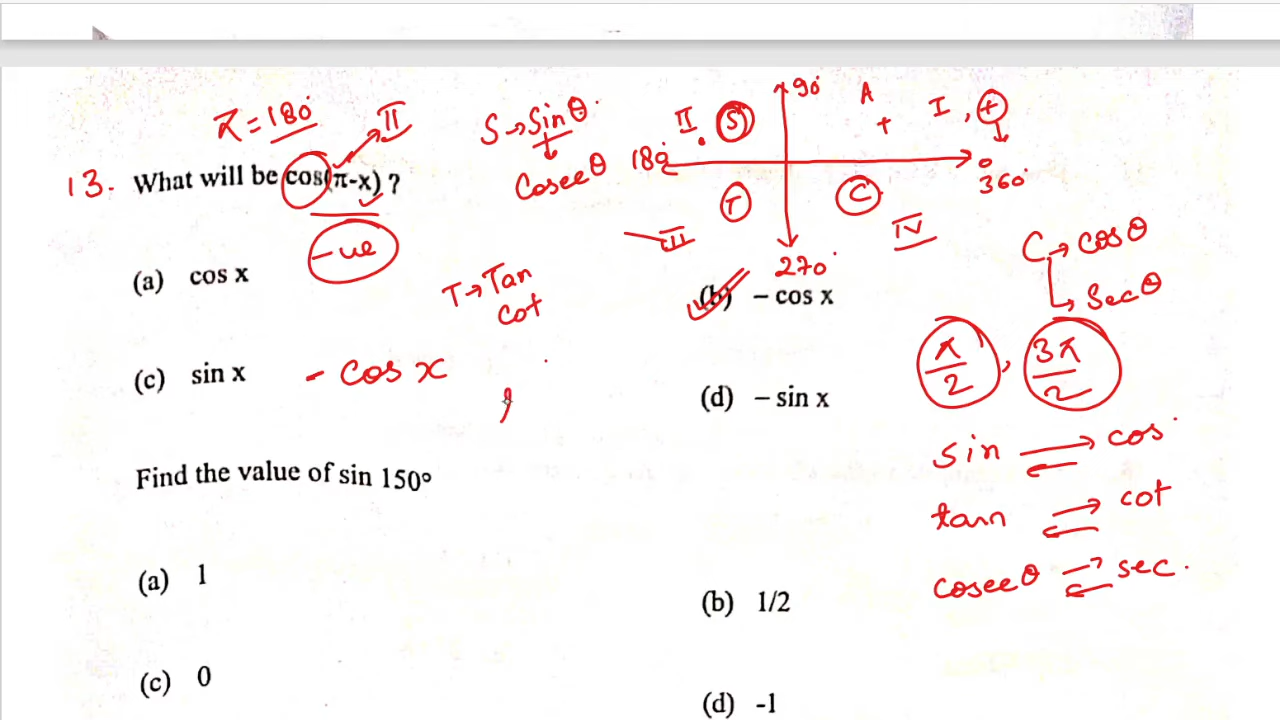 π = 180°
II
S → Sinθ
Cosecθ
II
S
90°
A
+
I, +
180°
0°
360°
T
C
III
IV
270°
13. What will be cos(π-x) ?
-ve
(a) cos x
(b) – cos x
T → Tan
cot
C → cosθ
Secθ
π/2, 3π/2
(c) sin x
- cos x
(d) – sin x
sin ⇌ cos
tan ⇌ cot
cosecθ ⇌ sec
Find the value of sin 150°
(a) 1
(b) 1/2
(c) 0
(d) -1